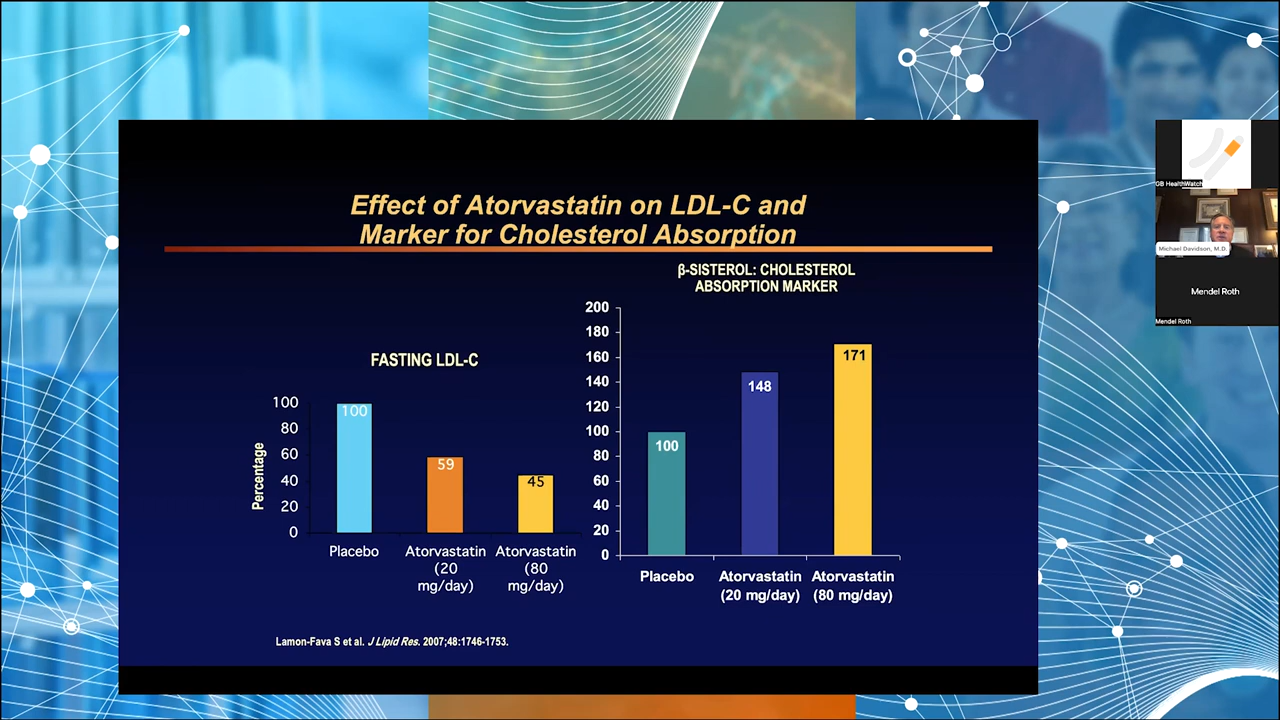 Effect of Atorvastatin on LDL-C and
Marker for Cholesterol Absorption
FASTING LDL-C
Percentage
100
80
60
40
20
0
100
59
45
Placebo
Atorvastatin
(20
mg/day)
Atorvastatin
(80
mg/day)
β-SISTEROL: CHOLESTEROL
ABSORPTION MARKER
200
180
160
140
120
100
80
60
40
20
0
100
148
171
Placebo
Atorvastatin
(20 mg/day)
Atorvastatin
(80 mg/day)
Lamon-Fava S et al. J Lipid Res. 2007;48:1746-1753.
GB HealthWatch
Michael Davidson, M.D.
Mendel Roth
Mendel Roth